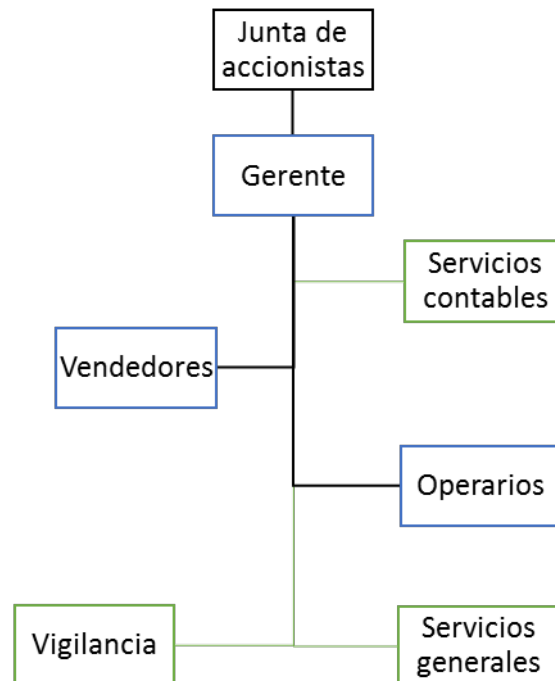 Junta de
accionistas
Gerente
Servicios
contables
Vendedores
Operarios
Vigilancia
Servicios
generales